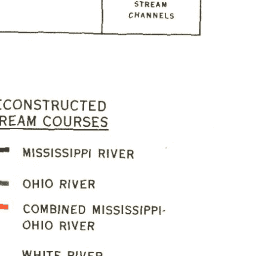 STREAM
CHANNELS
ECONSTRUCTED
REAM COURSES
MISSISSIPPI RIVER
OHIO RIVER
COMBINED MISSISSIPPI-
OHIO RIVER
WHITE RIVER